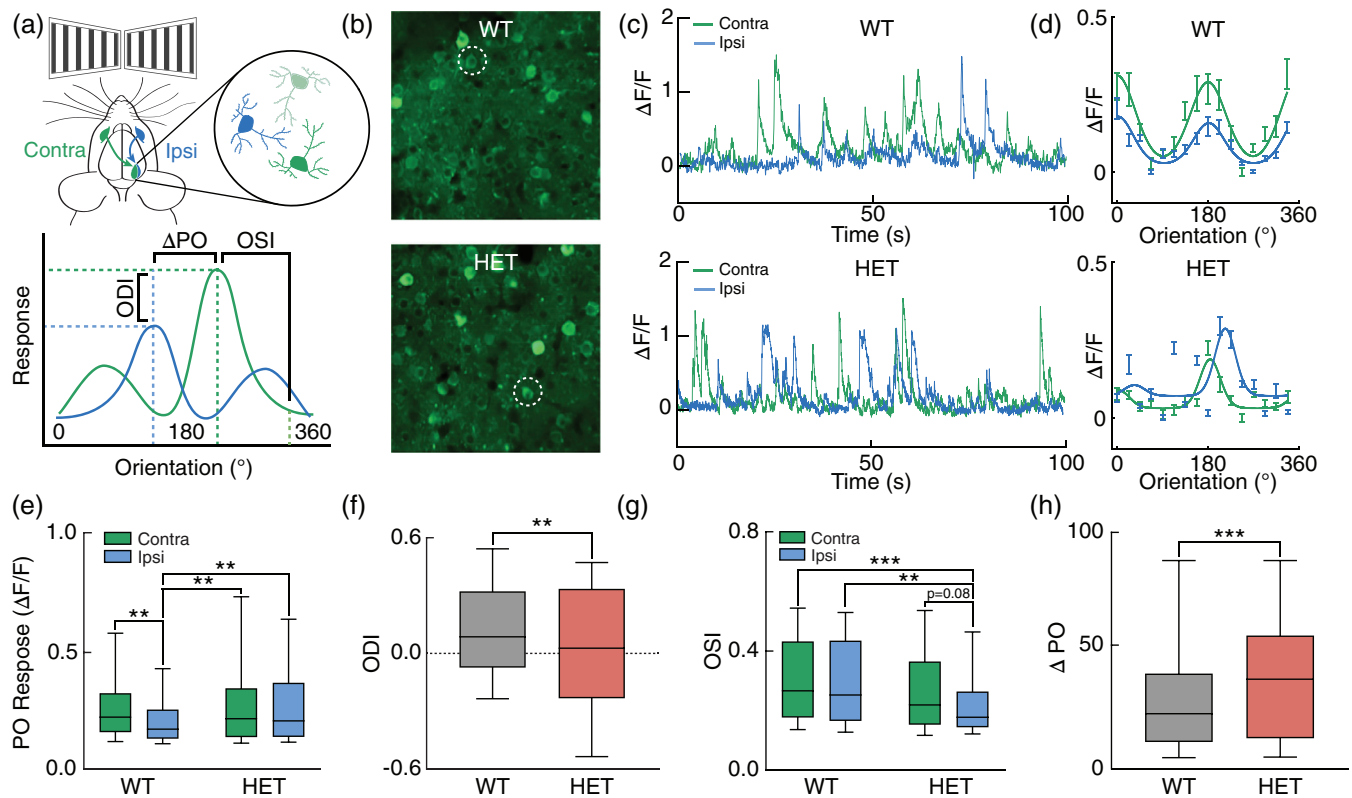 (a)
Contra
Ipsi
ΔPO
OSI
ODI
Response
0
180
360
Orientation (°)
(b)
WT
HET
(c)
Contra
Ipsi
WT
2
1
0
ΔF/F
0
50
100
Time (s)
Contra
Ipsi
HET
2
1
0
ΔF/F
0
50
100
Time (s)
(d)
WT
0.5
ΔF/F
0
0
180
360
Orientation (°)
HET
0.5
ΔF/F
0
0
180
360
Orientation (°)
(e)
1.0
0.5
0.0
PO Respose (ΔF/F)
Contra
Ipsi
**
**
**
WT
HET
(f)
0.6
0.0
-0.6
ODI
**
WT
HET
(g)
0.8
0.4
0.0
OSI
Contra
Ipsi
***
**
p=0.08
WT
HET
(h)
100
50
0
Δ PO
***
WT
HET